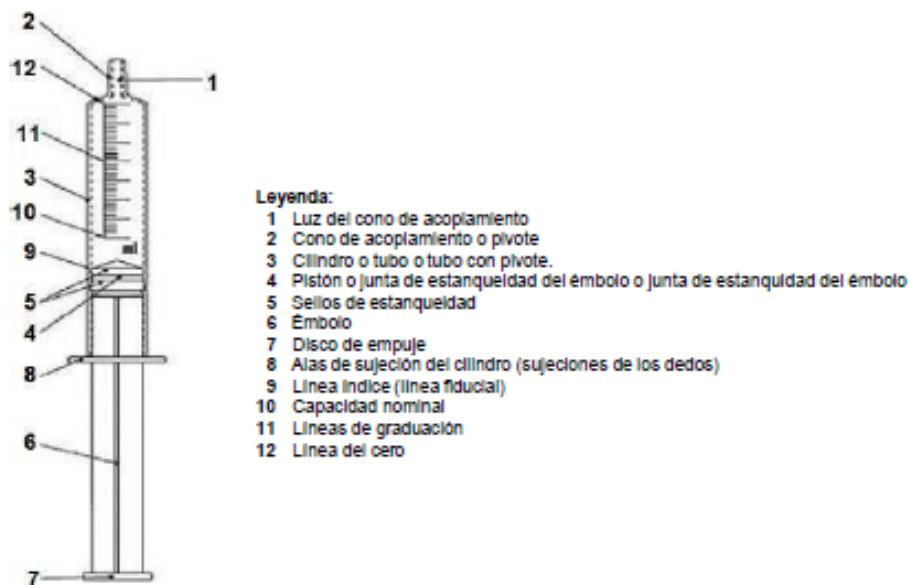 2
12
1
11
3
10
ml
9
5
4
8
6
7
Leyenda:
1 Luz del cono de acoplamiento
2 Cono de acoplamiento o pivote
3 Cilindro o tubo o tubo con pivote.
4 Pistón o junta de estanqueidad del émbolo o junta de estanquidad del émbolo
5 Sellos de estanqueidad
6 Émbolo
7 Disco de empuje
8 Alas de sujeción del cilindro (sujeciones de los dedos)
9 Línea índice (línea fiducial)
10 Capacidad nominal
11 Líneas de graduación
12 Línea del cero